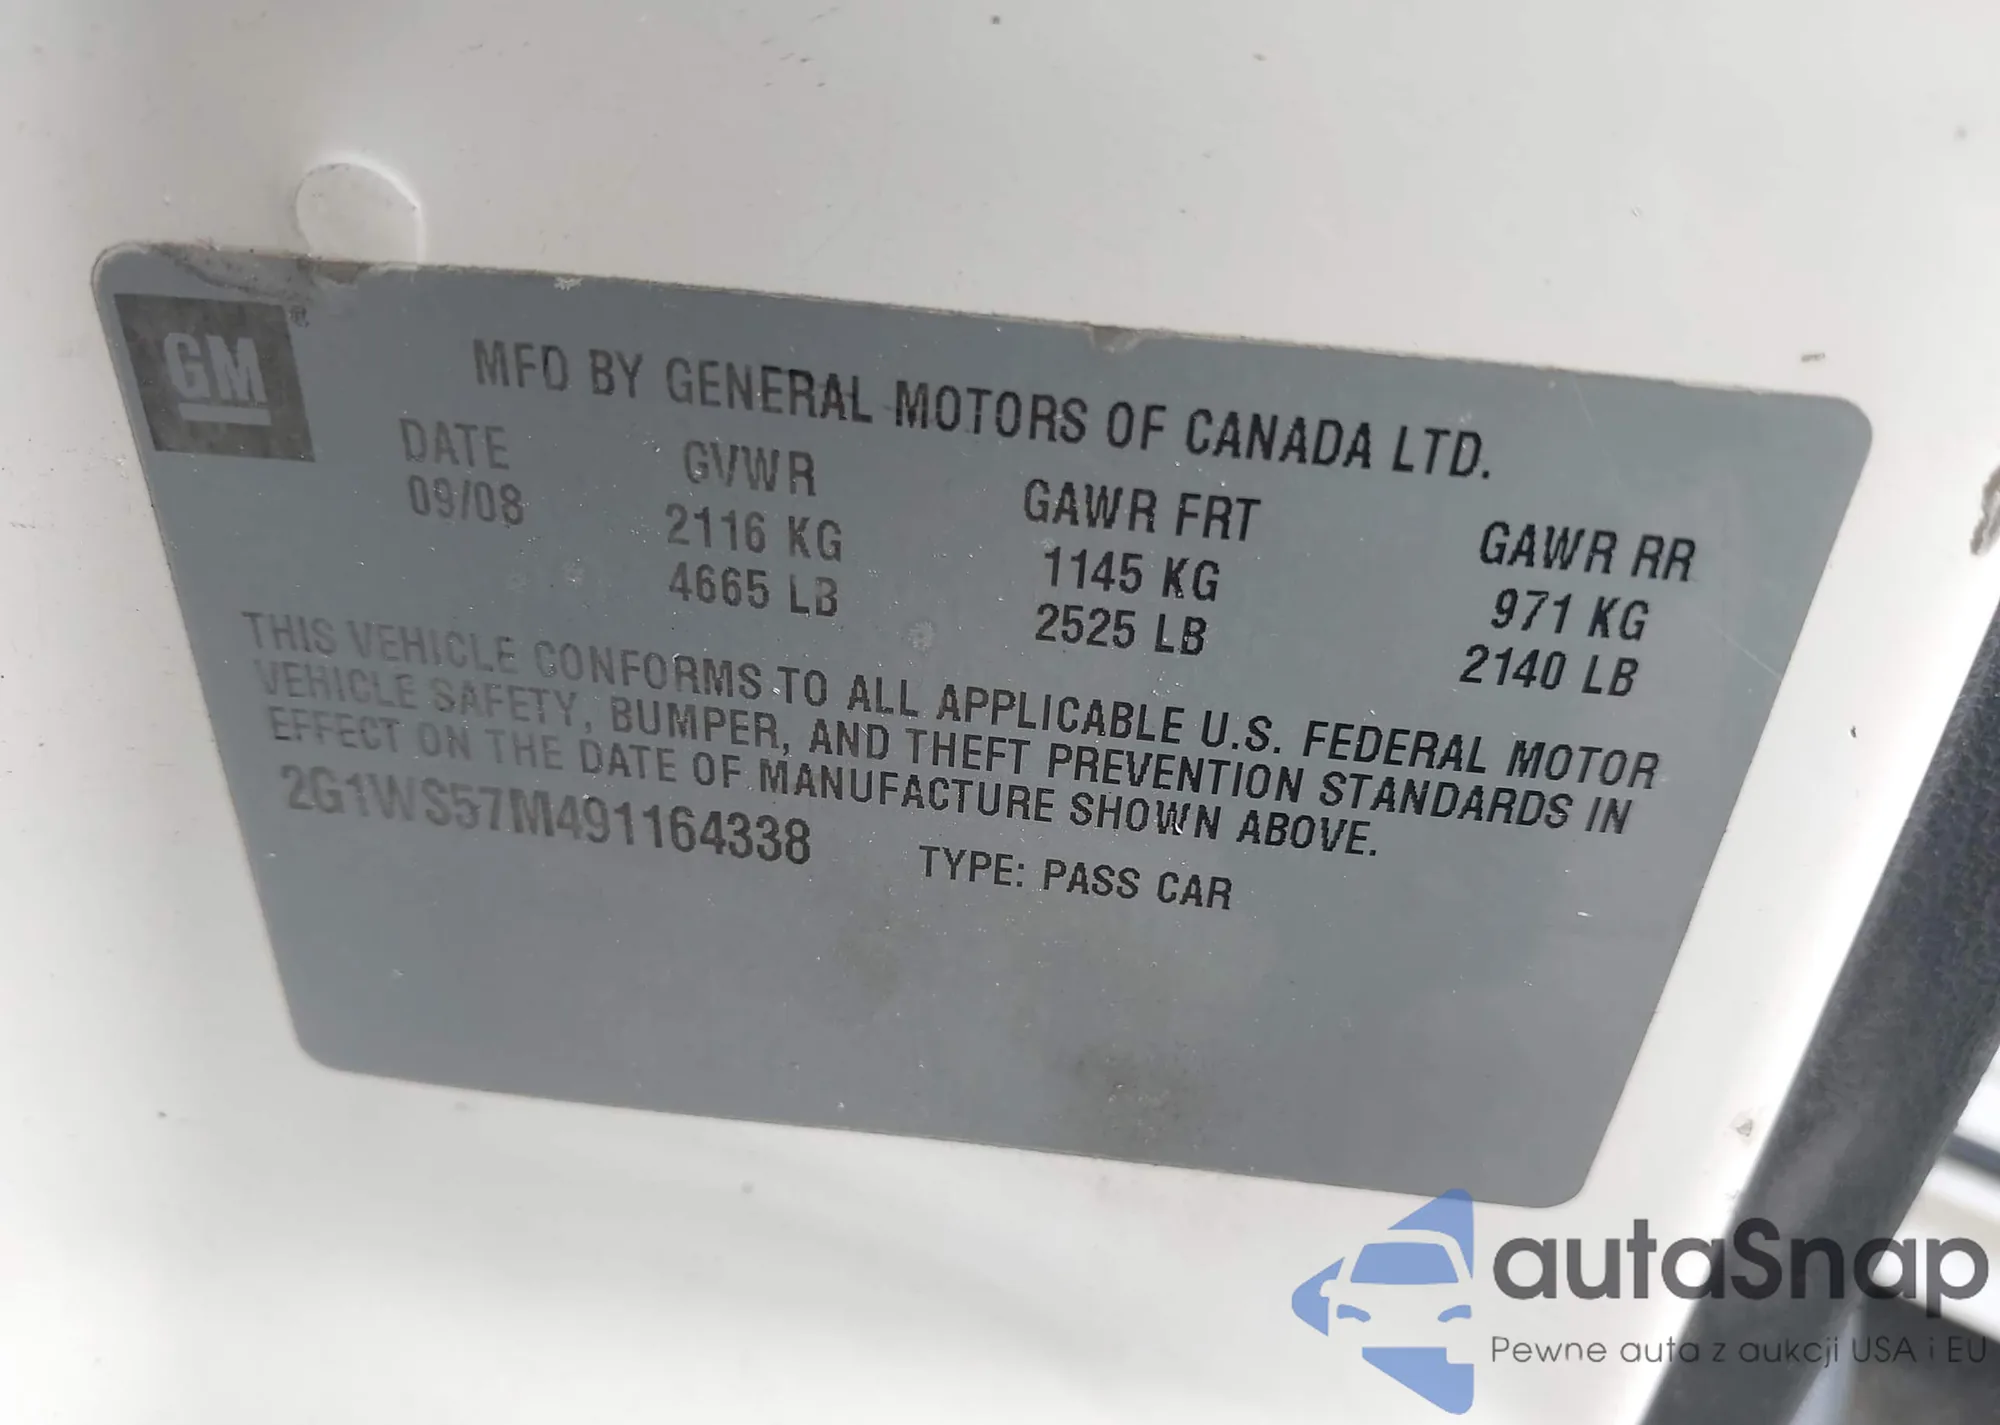 GM ®
MFD BY GENERAL MOTORS OF CANADA LTD.
DATE GVWR GAWR FRT GAWR RR
09/08 2116 KG 1145 KG 971 KG
4665 LB 2525 LB 2140 LB
THIS VEHICLE CONFORMS TO ALL APPLICABLE U.S. FEDERAL MOTOR
VEHICLE SAFETY, BUMPER, AND THEFT PREVENTION STANDARDS IN
EFFECT ON THE DATE OF MANUFACTURE SHOWN ABOVE.
2G1WS57M491164338 TYPE: PASS CAR
autaSnap
Pewne auta z aukcji USA i EU